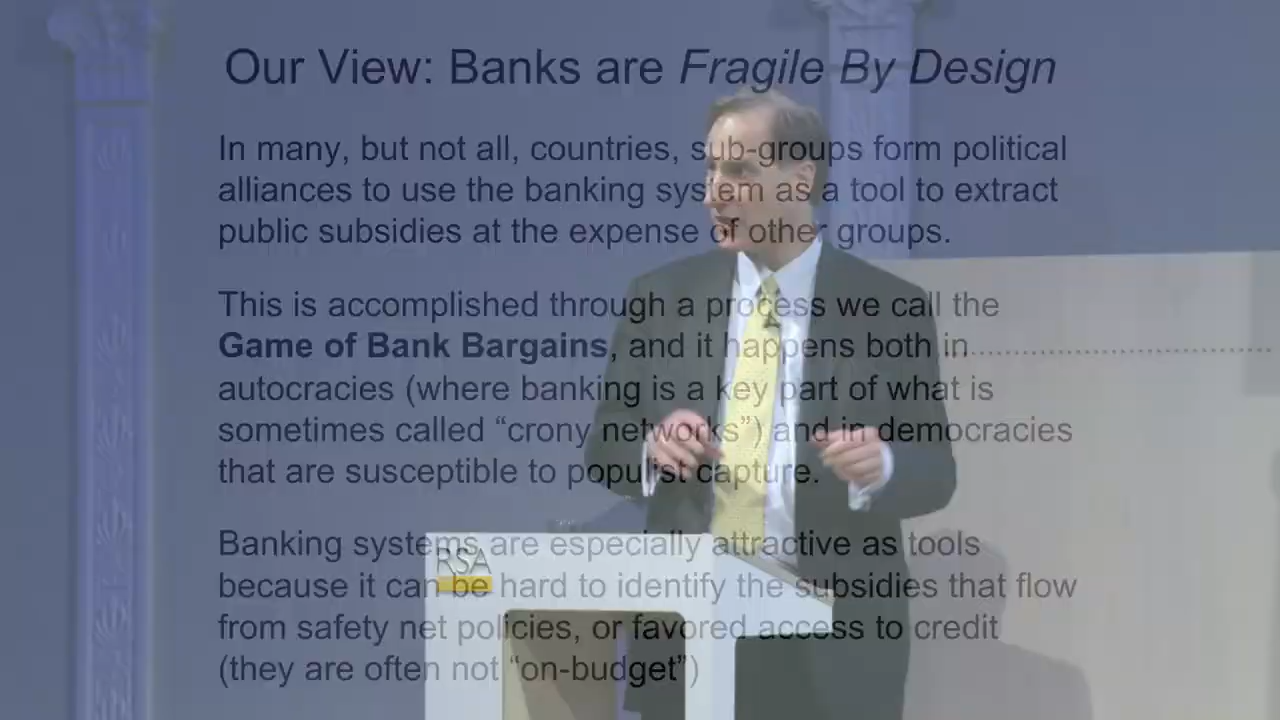 Our View: Banks are Fragile By Design
In many, but not all, countries, sub-groups form political
alliances to use the banking system as a tool to extract
public subsidies at the expense of other groups.
This is accomplished through a process we call the
Game of Bank Bargains, and it happens both in
autocracies (where banking is a key part of what is
sometimes called “crony networks”) and in democracies
that are susceptible to populist capture.
Banking systems are especially attractive as tools
RSA
because it can be hard to identify the subsidies that flow
from safety net policies, or favored access to credit
(they are often not “on-budget”)